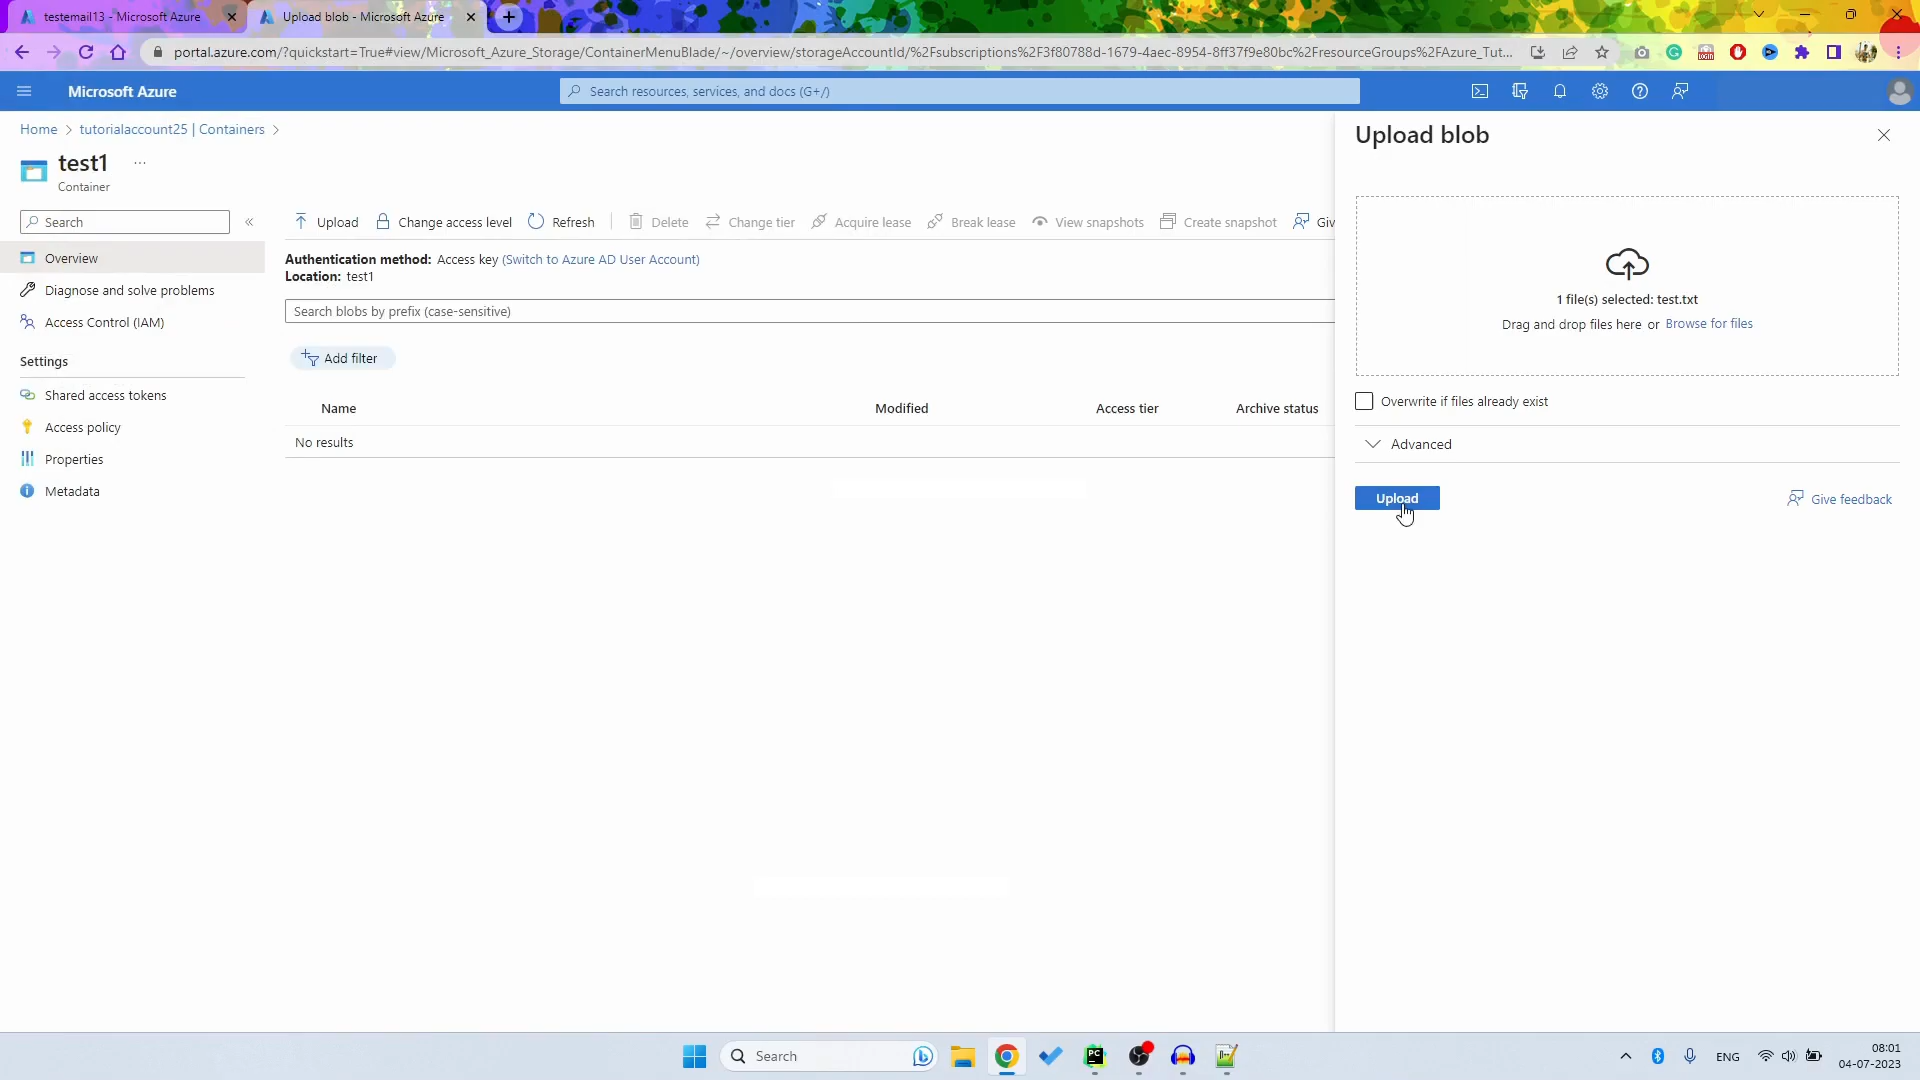 testemail13 - Microsoft Azure
Upload blob - Microsoft Azure
portal.azure.com/?quickstart=True#view/Microsoft_Azure_Storage/ContainerMenuBlade/~/overview/storageAccountId/%2Fsubscriptions%2F3f80788d-1679-4aec-8954-8ff37f9e80bc%2FresourceGroups%2FAzure_Tut...
Microsoft Azure
Search resources, services, and docs (G+/)
Home > tutorialaccount25 | Containers >
test1 ...
Container
Search
Overview
Diagnose and solve problems
Access Control (IAM)
Settings
Shared access tokens
Access policy
Properties
Metadata
Upload Change access level Refresh Delete Change tier Acquire lease Break lease View snapshots Create snapshot Giv
Authentication method: Access key (Switch to Azure AD User Account)
Location: test1
Search blobs by prefix (case-sensitive)
Add filter
Name Modified Access tier Archive status
No results
Upload blob
1 file(s) selected: test.txt
Drag and drop files here or Browse for files
Overwrite if files already exist
Advanced
Upload
Give feedback
Search
PC
ENG
08:01
04-07-2023